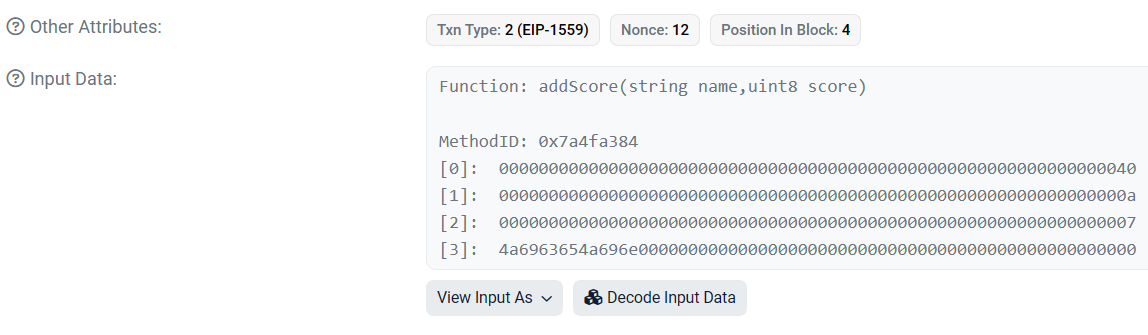 Other Attributes:
Txn Type: 2 (EIP-1559) Nonce: 12 Position In Block: 4
Input Data:
Function: addScore(string name,uint8 score)
MethodID: 0x7a4fa384
[0]: 0000000000000000000000000000000000000000000000000000000000000040
[1]: 000000000000000000000000000000000000000000000000000000000000000a
[2]: 0000000000000000000000000000000000000000000000000000000000000007
[3]: 4a6963654a696e00000000000000000000000000000000000000000000000000
View Input As
Decode Input Data